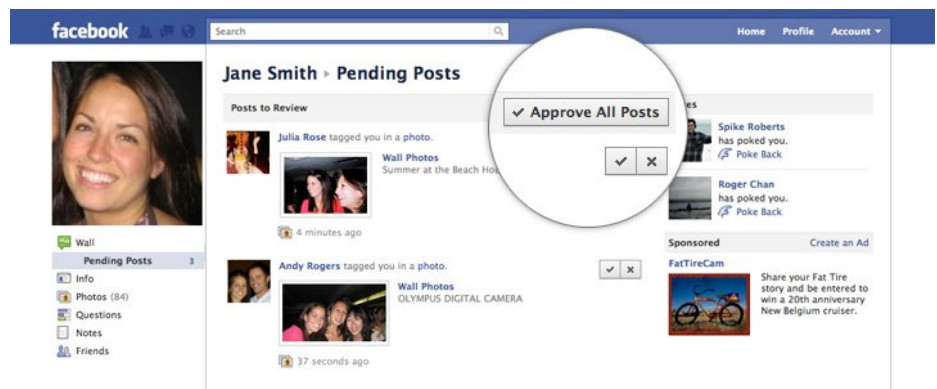 facebook
Search
Home Profile Account
Jane Smith ▸ Pending Posts
Posts to Review
✓ Approve All Posts
Julia Rose tagged you in a photo.
Wall Photos
Summer at the Beach
4 minutes ago
Andy Rogers tagged you in a photo.
Wall Photos
OLYMPUS DIGITAL CAMERA
37 seconds ago
Wall
Pending Posts 3
Info
Photos (84)
Questions
Notes
Friends
Spike Roberts
has poked you.
Poke Back
Roger Chan
has poked you.
Poke Back
Sponsored Create an Ad
FatTireCam
Share your Fat Tire
story and be entered to
win a 20th anniversary
New Belgium cruiser.